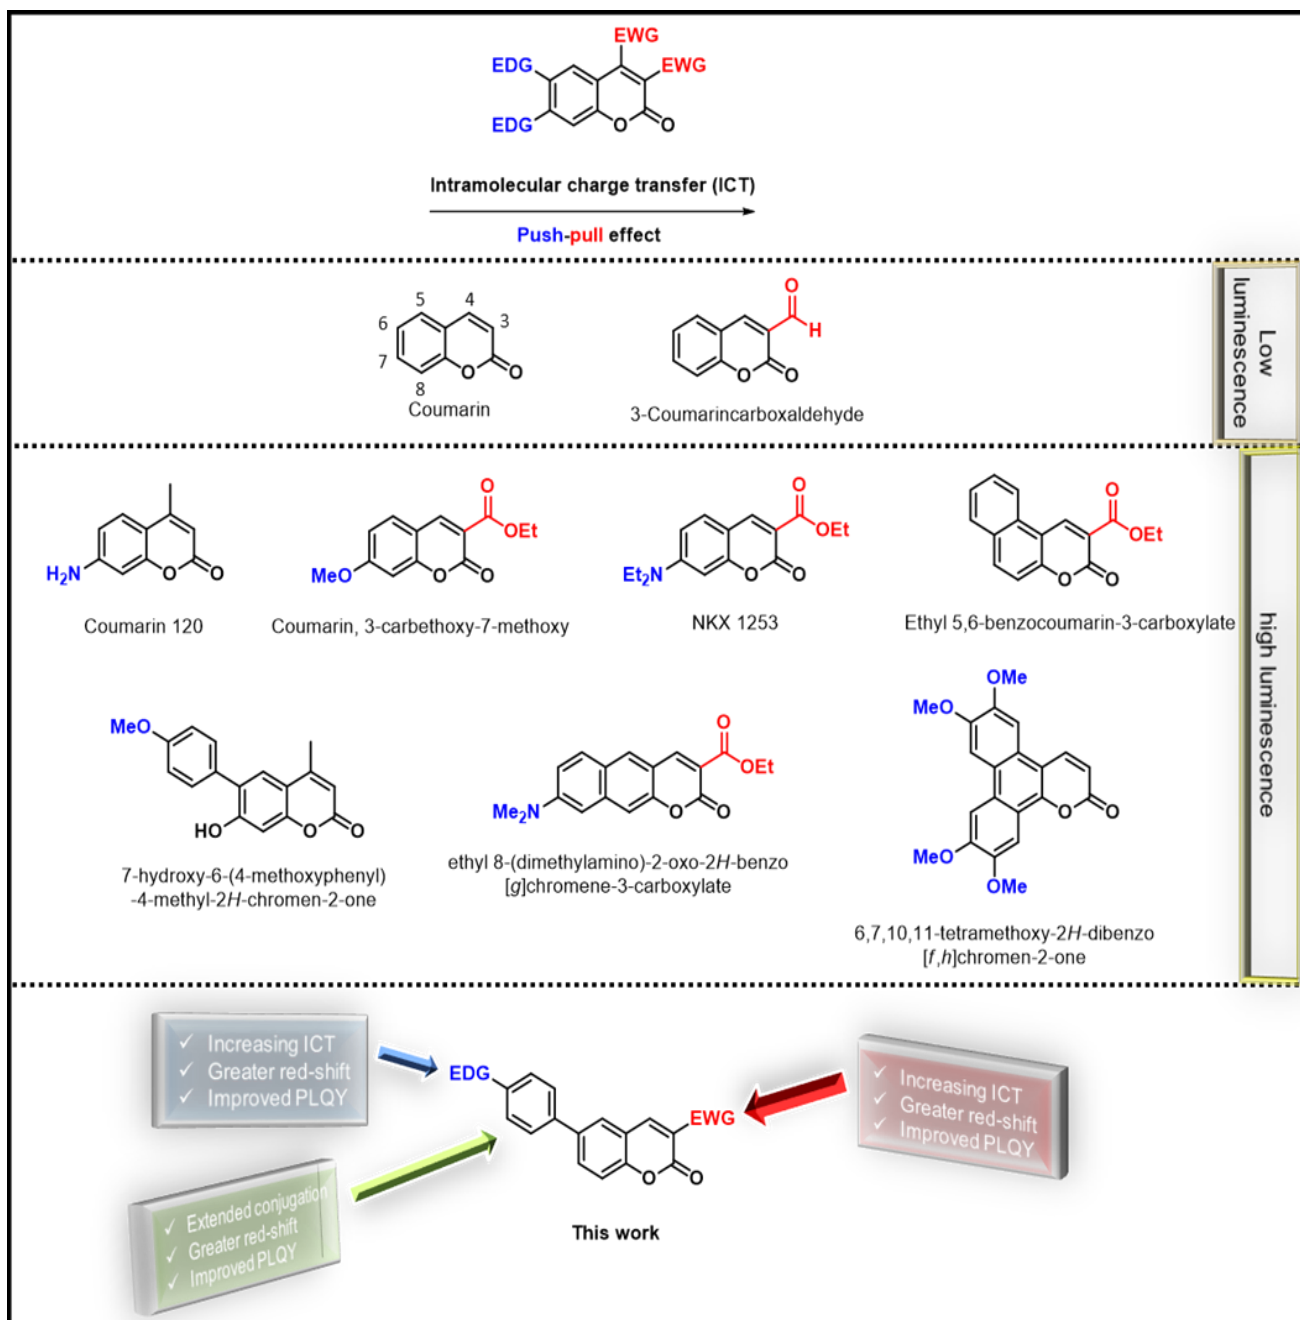 EWG
EDG
EWG
EDG
O
O
Intramolecular charge transfer (ICT)
Push-pull effect
Low
luminescence
5
4
6
3
7
8
O
O
Coumarin
O
H
O
O
3-Coumarincarboxaldehyde
high luminescence
H2N
O
O
Coumarin 120
O
OEt
MeO
O
O
Coumarin, 3-carbethoxy-7-methoxy
O
OEt
Et2N
O
O
NKX 1253
O
OEt
O
O
Ethyl 5,6-benzocoumarin-3-carboxylate
MeO
HO
O
O
7-hydroxy-6-(4-methoxyphenyl)
-4-methyl-2H-chromen-2-one
O
OEt
Me2N
O
O
ethyl 8-(dimethylamino)-2-oxo-2H-benzo
[g]chromene-3-carboxylate
OMe
MeO
O
O
MeO
OMe
6,7,10,11-tetramethoxy-2H-dibenzo
[f,h]chromen-2-one
✓ Increasing ICT
✓ Greater red-shift
✓ Improved PLQY
EDG
EWG
O
O
✓ Increasing ICT
✓ Greater red-shift
✓ Improved PLQY
✓ Extended conjugation
✓ Greater red-shift
✓ Improved PLQY
This work